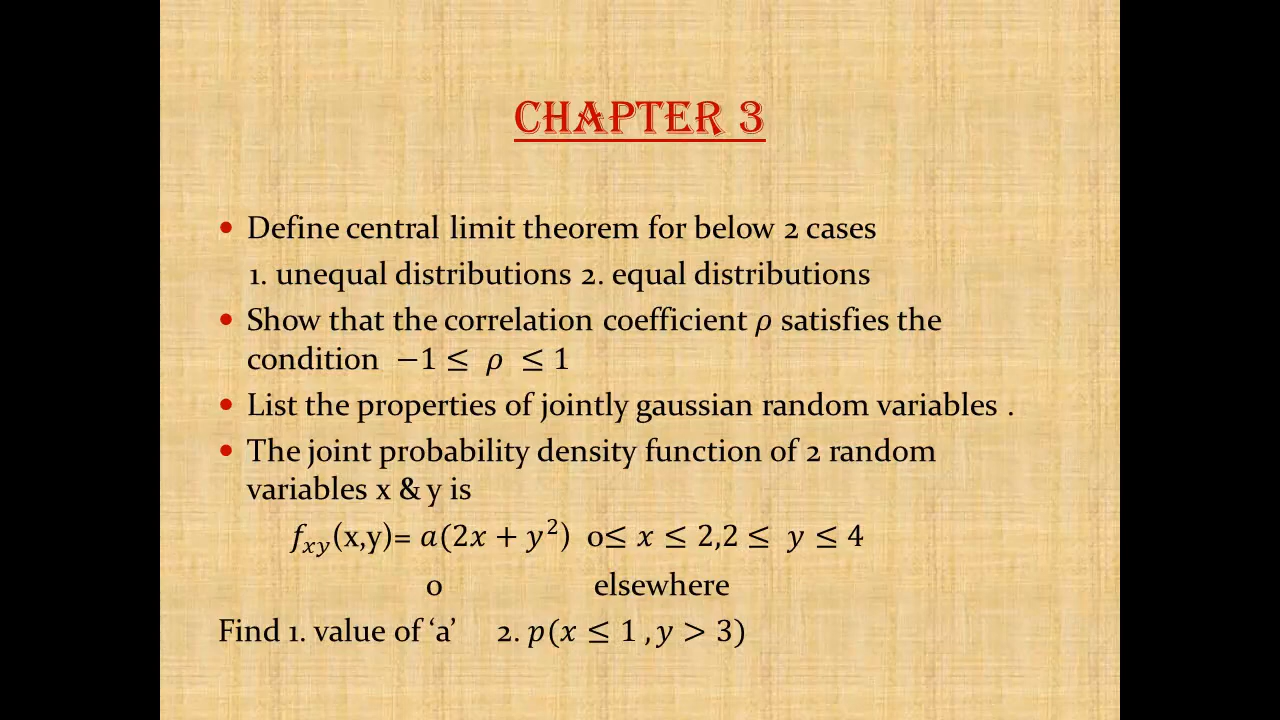 CHAPTER 3
• Define central limit theorem for below 2 cases
1. unequal distributions 2. equal distributions
• Show that the correlation coefficient 𝜌 satisfies the
condition −1 ≤ 𝜌 ≤ 1
• List the properties of jointly gaussian random variables .
• The joint probability density function of 2 random
variables x & y is
𝑓ₓᵧ(x,y)= 𝑎(2𝑥 + 𝑦²) 0≤ 𝑥 ≤ 2,2 ≤ 𝑦 ≤ 4
0 elsewhere
Find 1. value of ‘a’ 2. 𝑝(𝑥 ≤ 1 , 𝑦 > 3)